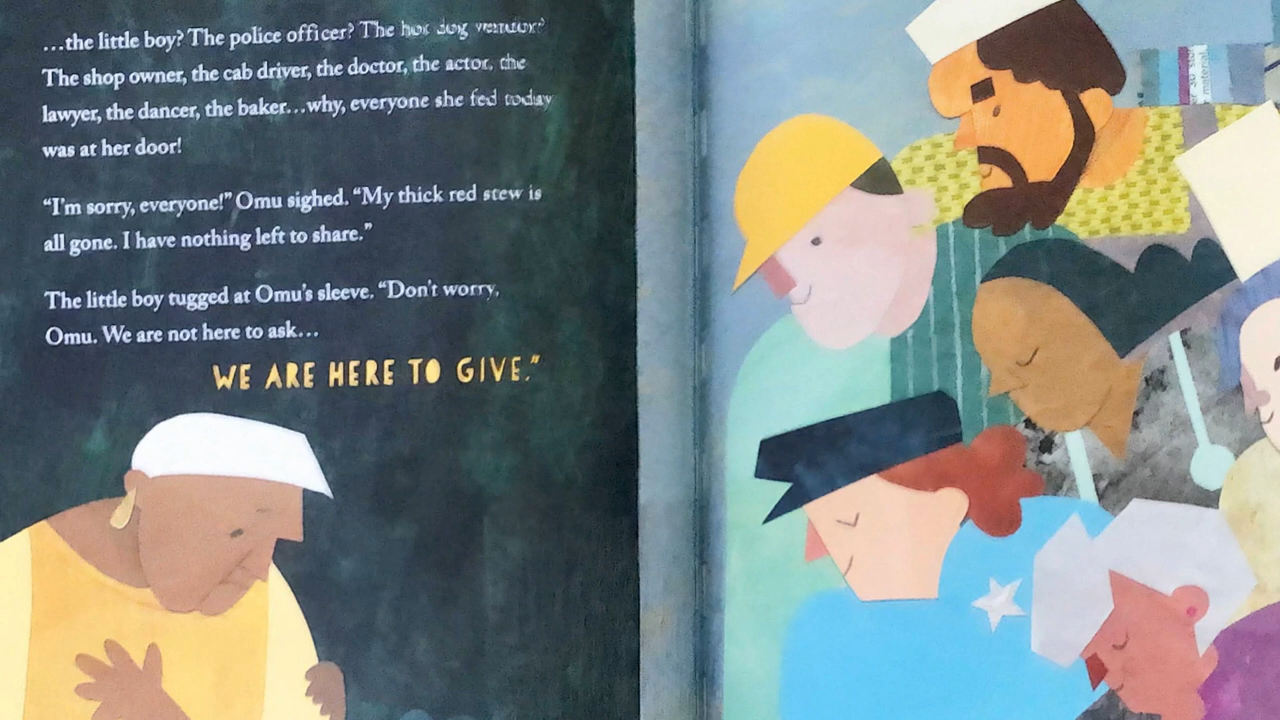 ...the little boy? The police officer? The hot dog vendor?
The shop owner, the cab driver, the doctor, the actor, the
lawyer, the dancer, the baker...why, everyone she fed today
was at her door!
“I'm sorry, everyone!” Omu sighed. “My thick red stew is
all gone. I have nothing left to share.”
The little boy tugged at Omu's sleeve. “Don't worry,
Omu. We are not here to ask...
WE ARE HERE TO GIVE.”
material